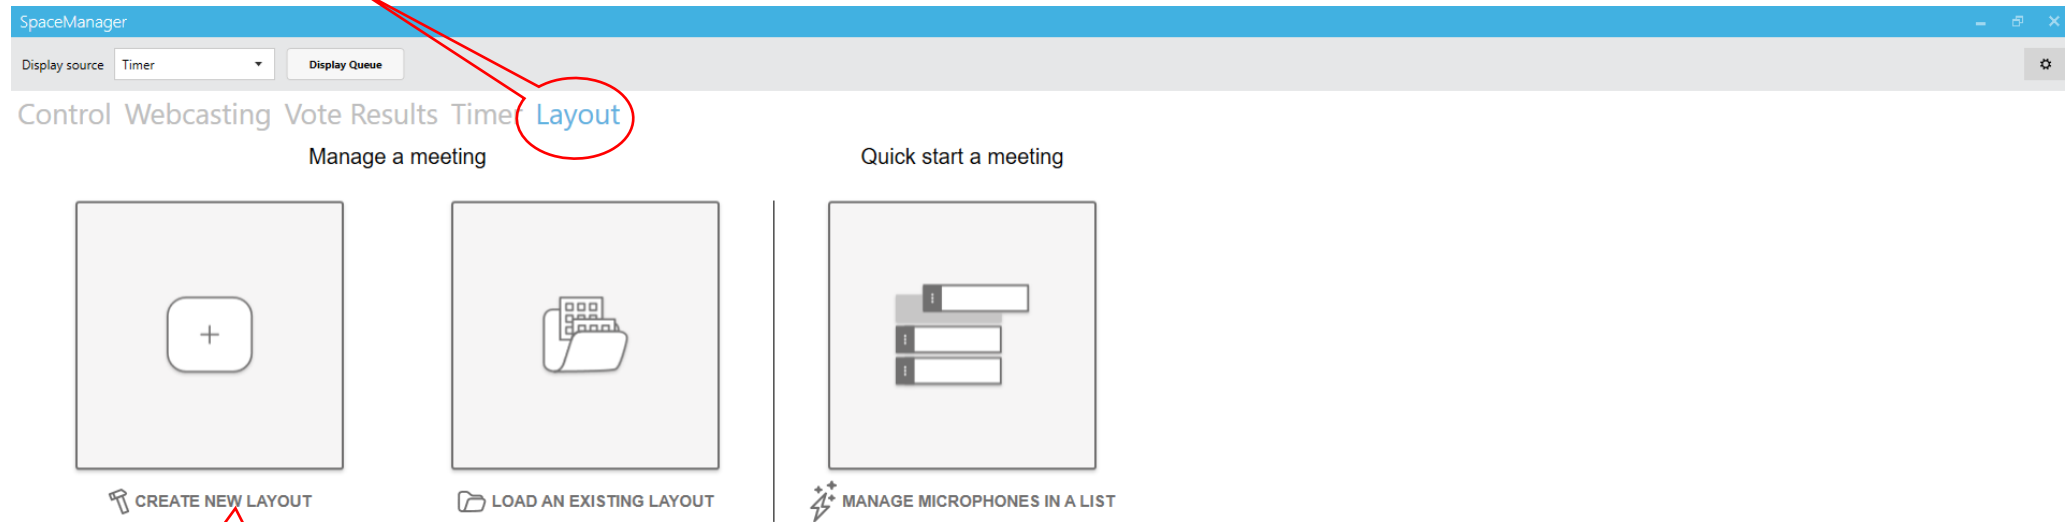 SpaceManager
Display source Timer Display Queue
Control Webcasting Vote Results Timer Layout
Manage a meeting Quick start a meeting
CREATE NEW LAYOUT LOAD AN EXISTING LAYOUT MANAGE MICROPHONES IN A LIST